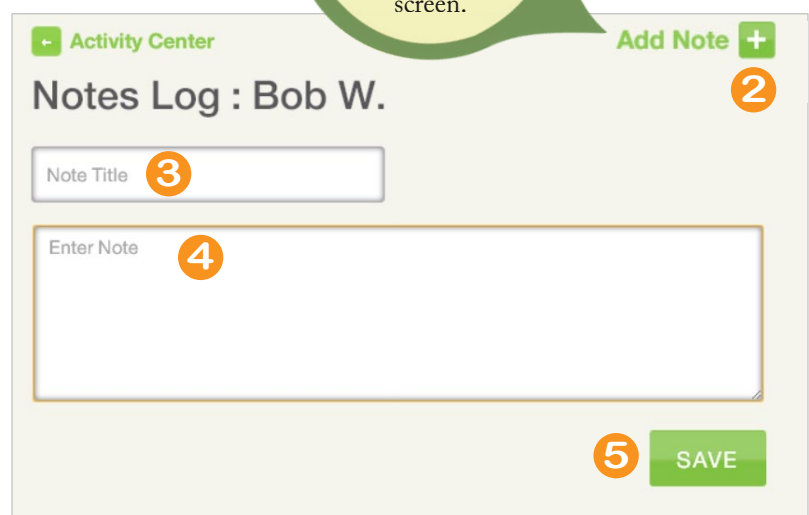 screen.
Activity Center
Add Note +
2
Notes Log : Bob W.
Note Title 3
Enter Note 4
5 SAVE